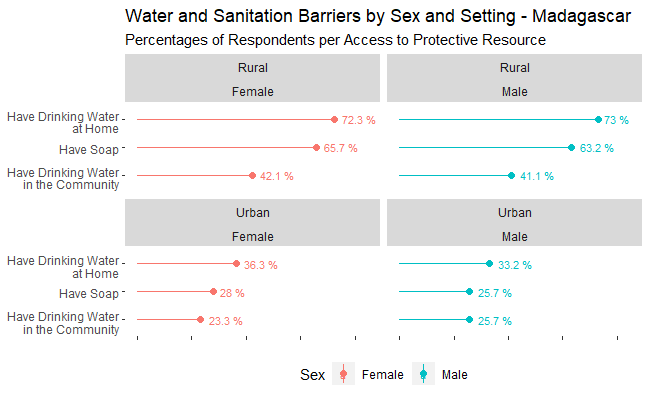 Water and Sanitation Barriers by Sex and Setting - Madagascar
Percentages of Respondents per Access to Protective Resource
Rural
Female
Rural
Male
Have Drinking Water
at Home
72.3 %
73 %
Have Soap
65.7 %
63.2 %
Have Drinking Water
in the Community
42.1 %
41.1 %
Urban
Female
Urban
Male
Have Drinking Water
at Home
36.3 %
33.2 %
Have Soap
28 %
25.7 %
Have Drinking Water
in the Community
23.3 %
25.7 %
Sex
Female
Male